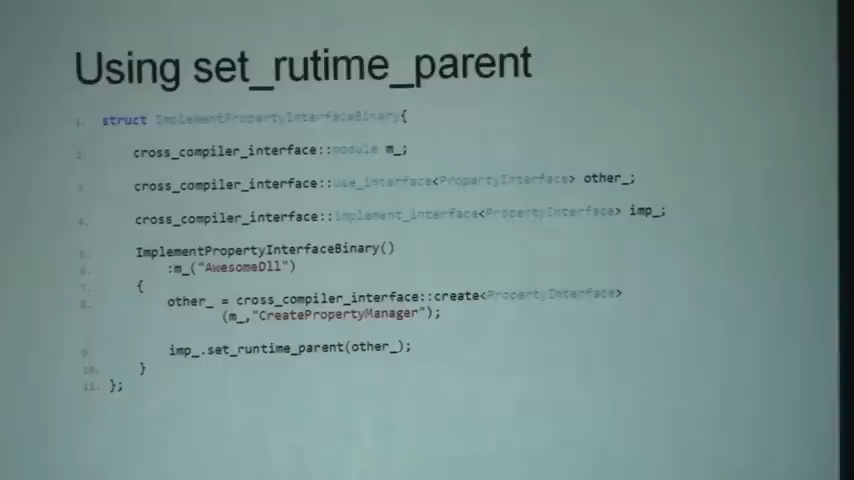 Using set_rutime_parent
1. struct ImplementPropertyInterfaceBinary{
2. cross_compiler_interface::module m_;
3. cross_compiler_interface::use_interface<PropertyInterface> other_;
4. cross_compiler_interface::implement_interface<PropertyInterface> imp_;
5. ImplementPropertyInterfaceBinary()
6. :m_("AwesomeDll")
7. {
8. other_ = cross_compiler_interface::create<PropertyInterface>
(m_,"CreatePropertyManager");
9. imp_.set_runtime_parent(other_);
10. }
11. };